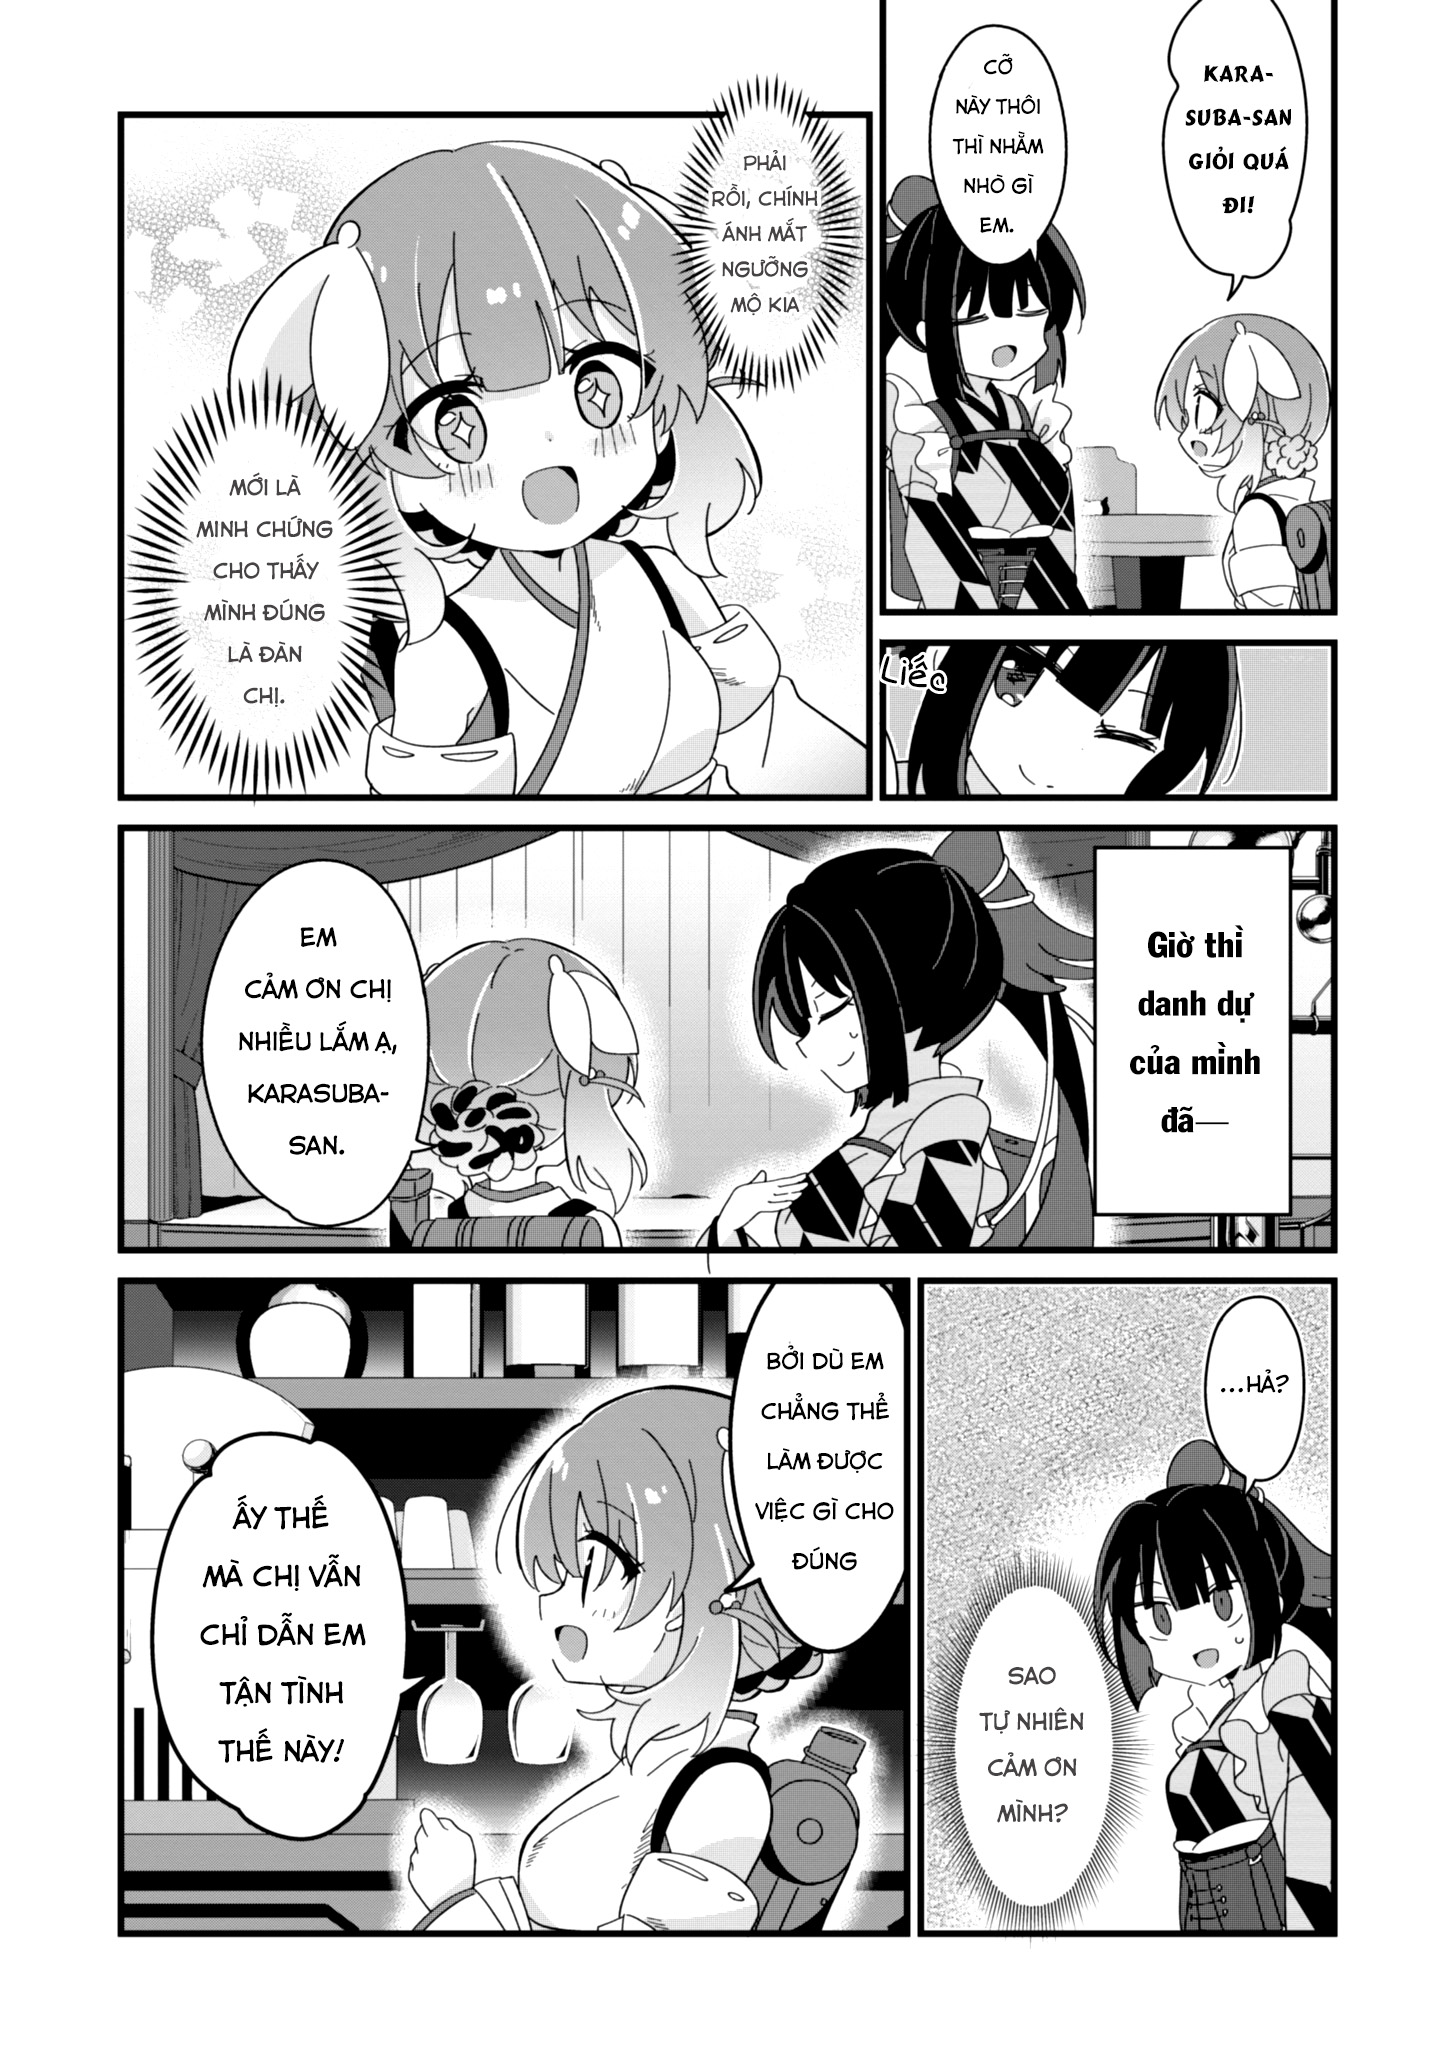 KARA-
SUBA-SAN
GIỎI QUÁ
ĐI!
CỠ
NÀY THÔI
THÌ NHẰM
NHÒ GÌ
EM.
Liếc
PHẢI
RỒI, CHÍNH
ÁNH MẮT
NGƯỠNG
MỘ KIA
MỚI LÀ
MINH CHỨNG
CHO THẤY
MÌNH ĐÚNG
LÀ ĐÀN
CHỊ.
Giờ thì
danh dự
của mình
đã—
EM
CẢM ƠN CHỊ
NHIỀU LẮM Ạ,
KARASUBA-
SAN.
...HẢ?
SAO
TỰ NHIÊN
CẢM ƠN
MÌNH?
BỞI DÙ EM
CHẲNG THỂ
LÀM ĐƯỢC
VIỆC GÌ CHO
ĐÚNG
ẤY THẾ
MÀ CHỊ VẪN
CHỈ DẪN EM
TẬN TÌNH
THẾ NÀY!